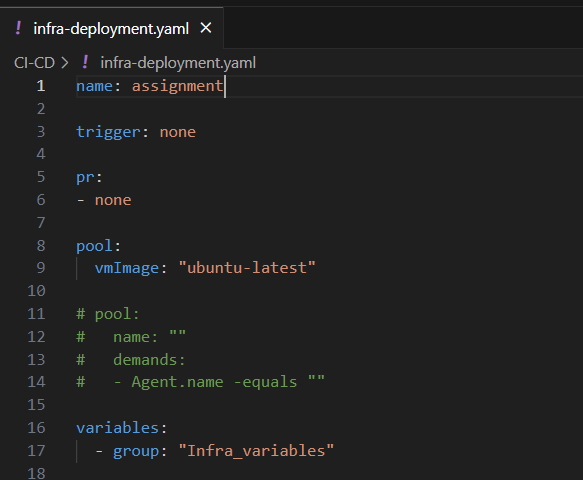 ! infra-deployment.yaml ×
CI-CD > ! infra-deployment.yaml
1 name: assignment
2
3 trigger: none
4
5 pr:
6 - none
7
8 pool:
9   vmImage: "ubuntu-latest"
10
11 # pool:
12 #   name: ""
13 #   demands:
14 #   - Agent.name -equals ""
15
16 variables:
17   - group: "Infra_variables"
18